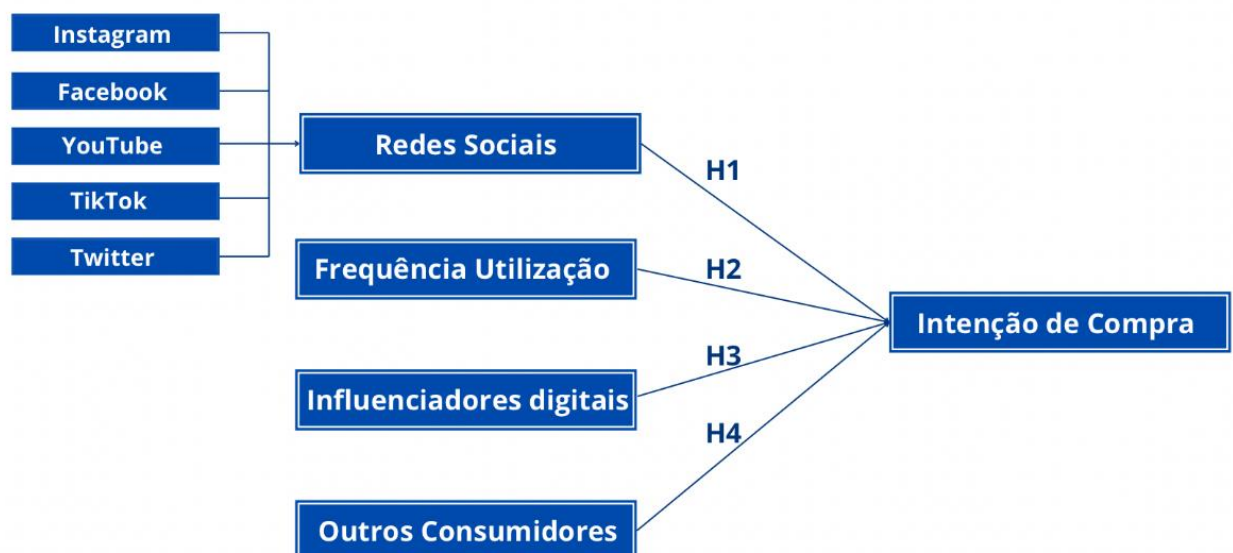 Instagram
Facebook
YouTube
TikTok
Twitter
Redes Sociais
Frequência Utilização
Influenciadores digitais
Outros Consumidores
H1
H2
H3
H4
Intenção de Compra